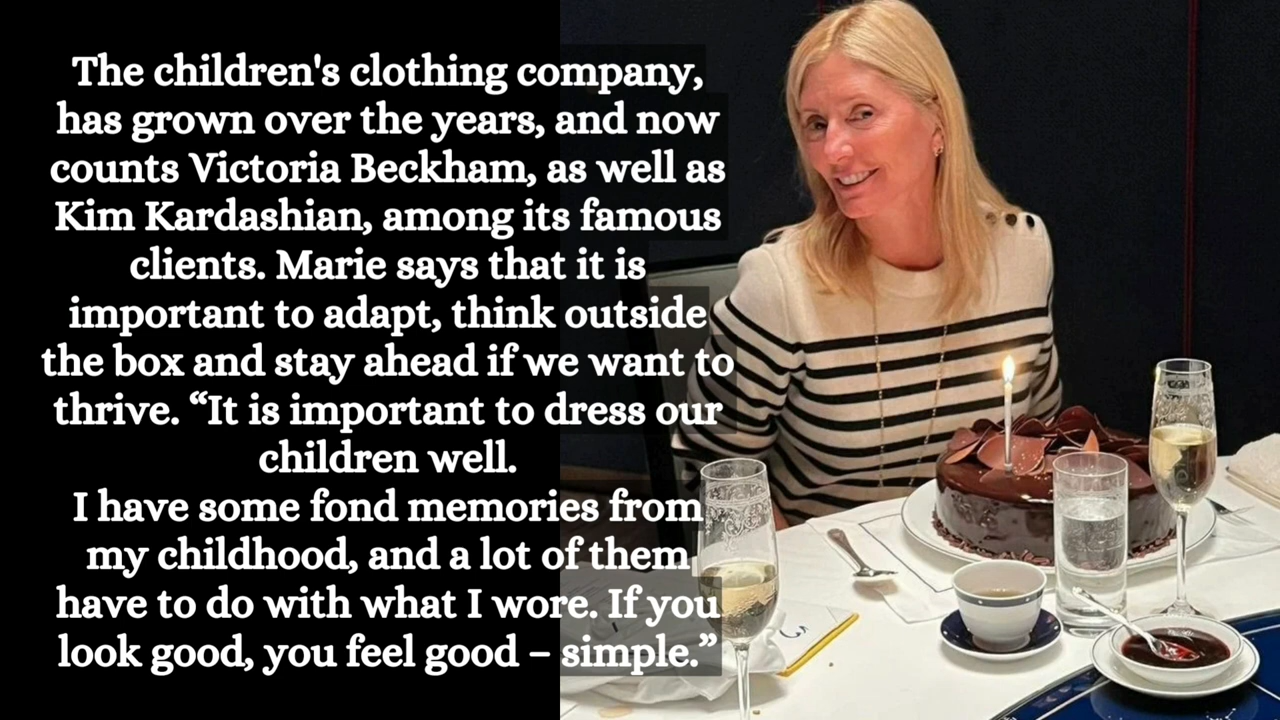 The children's clothing company,
has grown over the years, and now
counts Victoria Beckham, as well as
Kim Kardashian, among its famous
clients. Marie says that it is
important to adapt, think outside
the box and stay ahead if we want to
thrive. “It is important to dress our
children well.
I have some fond memories from
my childhood, and a lot of them
have to do with what I wore. If you
look good, you feel good – simple.”